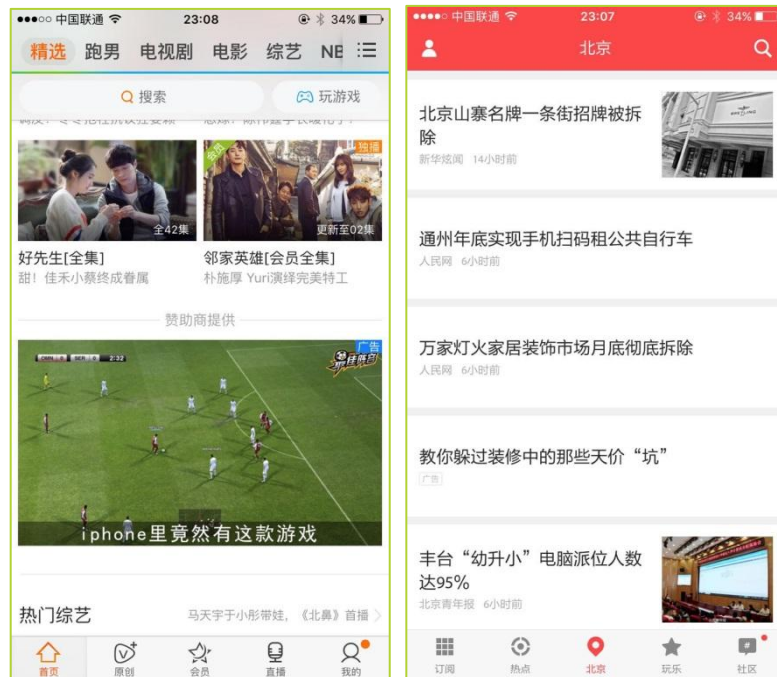 中国联通 23:08 34%
精选 跑男 电视剧 电影 综艺 NE
搜索 玩游戏
会员
独播
全42集 更新至02集
好先生[全集] 邻家英雄[会员全集]
甜！佳禾小蔡终成眷属 朴施厚 Yuri演绎完美特工
赞助商提供
2:32
广告
iphone里竟然有这款游戏
热门综艺 马天宇于小彤带娃，《北鼻》首播
首页 原创 会员 直播 我的
中国联通 23:07 34%
北京
北京山寨名牌一条街招牌被拆
除
新华炫闻 14小时前
通州年底实现手机扫码租公共自行车
人民网 6小时前
万家灯火家居装饰市场月底彻底拆除
人民网 6小时前
教你躲过装修中的那些天价“坑”
广告
丰台“幼升小”电脑派位人数
达95%
北京青年报 6小时前
订阅 热点 北京 玩乐 社区